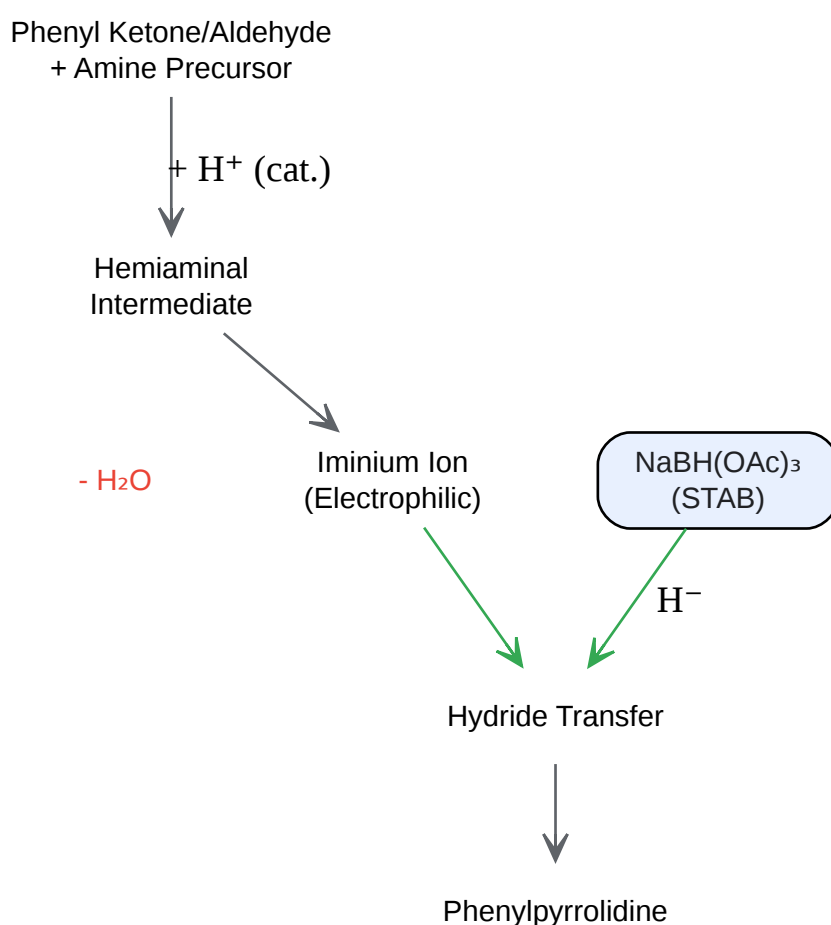 Phenyl Ketone/Aldehyde
+ Amine Precursor
+ H⁺ (cat.)
Hemiaminal
Intermediate
- H₂O
Iminium Ion
(Electrophilic)
NaBH(OAc)₃
(STAB)
H⁻
Hydride Transfer
Phenylpyrrolidine